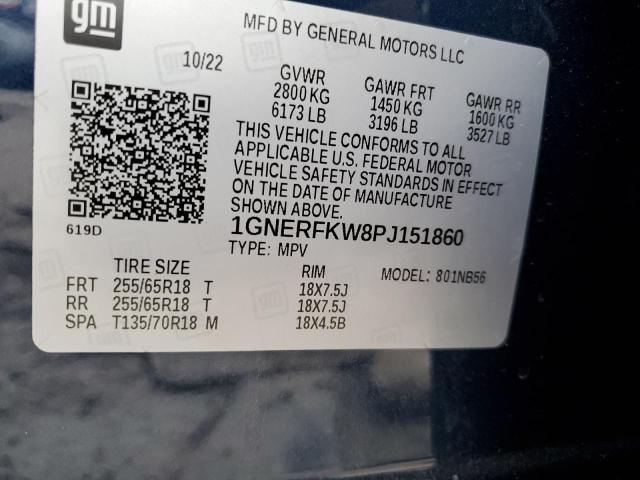 gm
MFD BY GENERAL MOTORS LLC
10/22
GVWR
2800 KG
6173 LB
GAWR FRT
1450 KG
3196 LB
GAWR RR
1600 KG
3527 LB
THIS VEHICLE CONFORMS TO ALL
APPLICABLE U.S. FEDERAL MOTOR
VEHICLE SAFETY STANDARDS IN EFFECT
ON THE DATE OF MANUFACTURE
SHOWN ABOVE.
619D
1GNERFKW8PJ151860
TYPE: MPV
MODEL: 801NB56
TIRE SIZE RIM
FRT 255/65R18 T 18X7.5J
RR 255/65R18 T 18X7.5J
SPA T135/70R18 M 18X4.5B